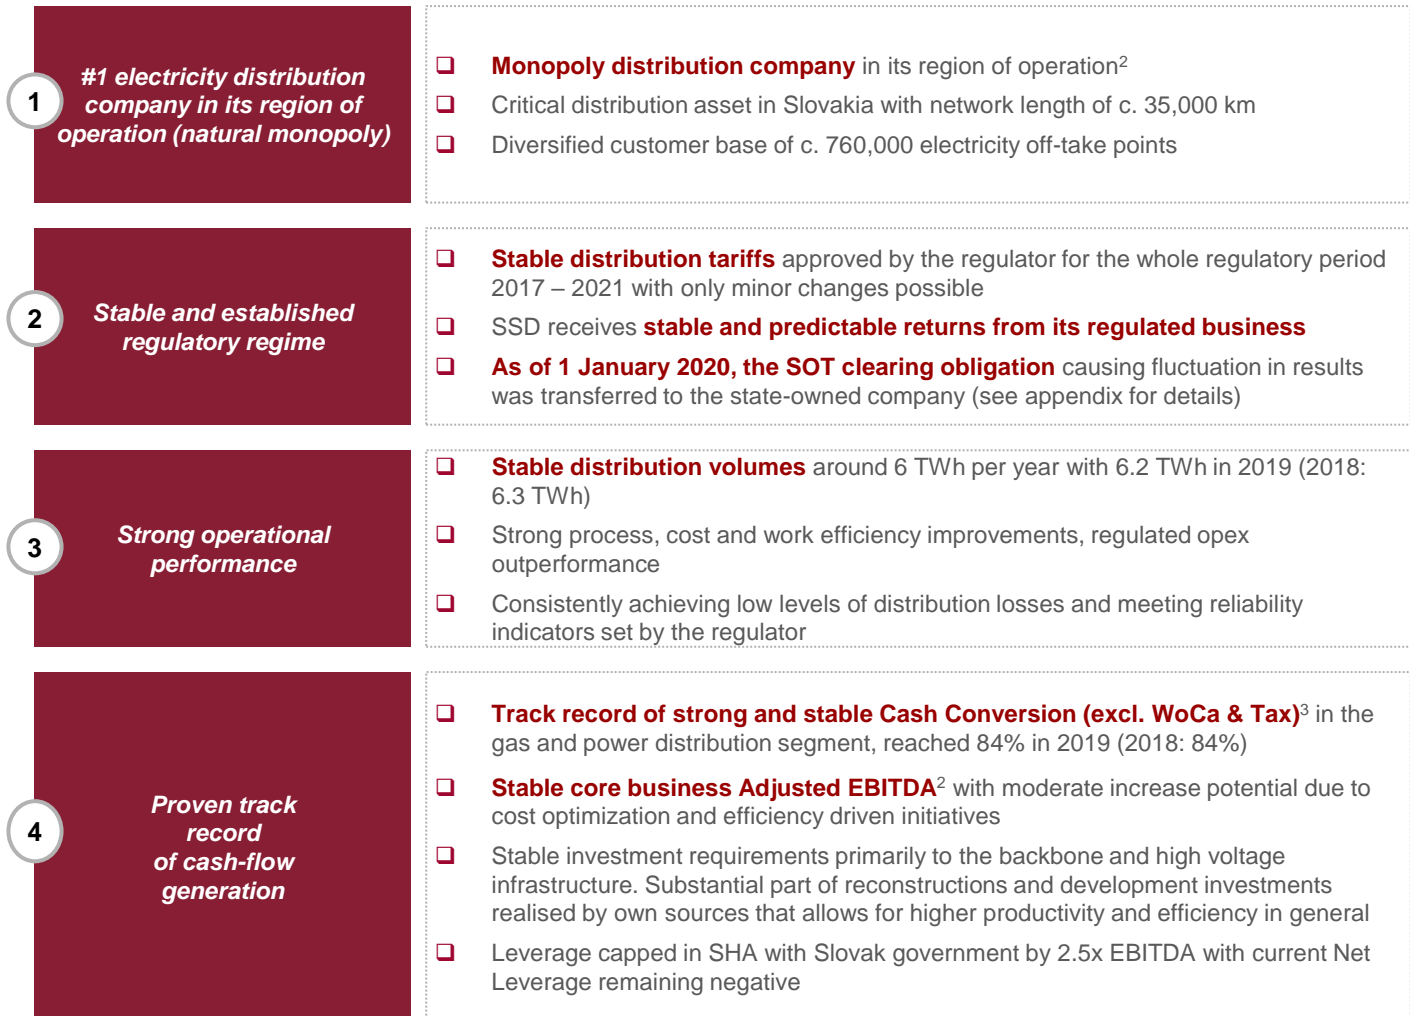 1
#1 electricity distribution
company in its region of
operation (natural monopoly)
❑ Monopoly distribution company in its region of operation²
❑ Critical distribution asset in Slovakia with network length of c. 35,000 km
❑ Diversified customer base of c. 760,000 electricity off-take points
2
Stable and established
regulatory regime
❑ Stable distribution tariffs approved by the regulator for the whole regulatory period
2017 – 2021 with only minor changes possible
❑ SSD receives stable and predictable returns from its regulated business
❑ As of 1 January 2020, the SOT clearing obligation causing fluctuation in results
was transferred to the state-owned company (see appendix for details)
3
Strong operational
performance
❑ Stable distribution volumes around 6 TWh per year with 6.2 TWh in 2019 (2018:
6.3 TWh)
❑ Strong process, cost and work efficiency improvements, regulated opex
outperformance
❑ Consistently achieving low levels of distribution losses and meeting reliability
indicators set by the regulator
4
Proven track
record
of cash-flow
generation
❑ Track record of strong and stable Cash Conversion (excl. WoCa & Tax)³ in the
gas and power distribution segment, reached 84% in 2019 (2018: 84%)
❑ Stable core business Adjusted EBITDA² with moderate increase potential due to
cost optimization and efficiency driven initiatives
❑ Stable investment requirements primarily to the backbone and high voltage
infrastructure. Substantial part of reconstructions and development investments
realised by own sources that allows for higher productivity and efficiency in general
❑ Leverage capped in SHA with Slovak government by 2.5x EBITDA with current Net
Leverage remaining negative